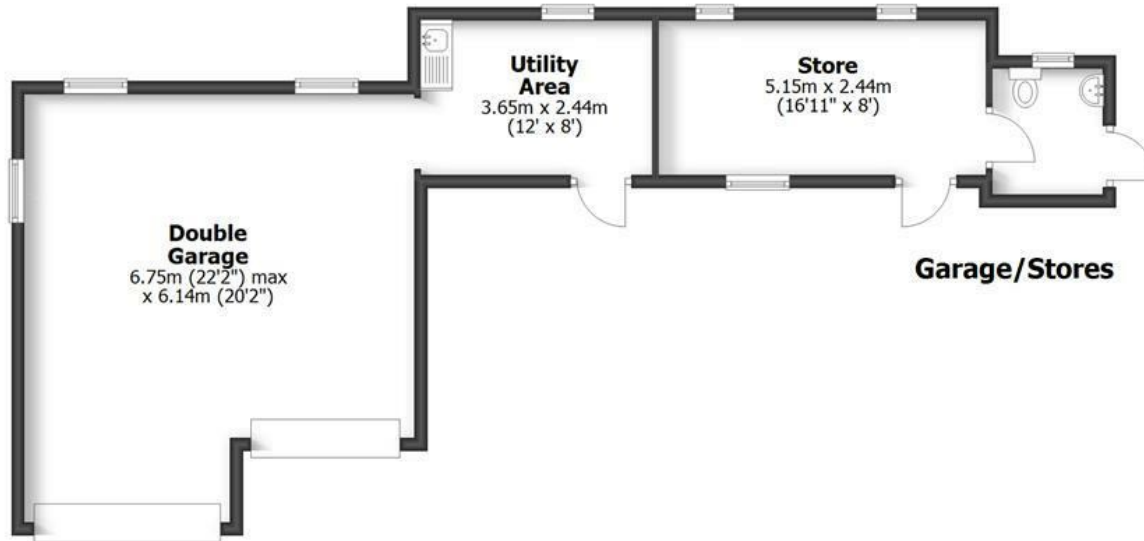 Utility
Area
3.65m x 2.44m
(12' x 8')
Store
5.15m x 2.44m
(16'11" x 8')
Double
Garage
6.75m (22'2") max
x 6.14m (20'2")
Garage/Stores